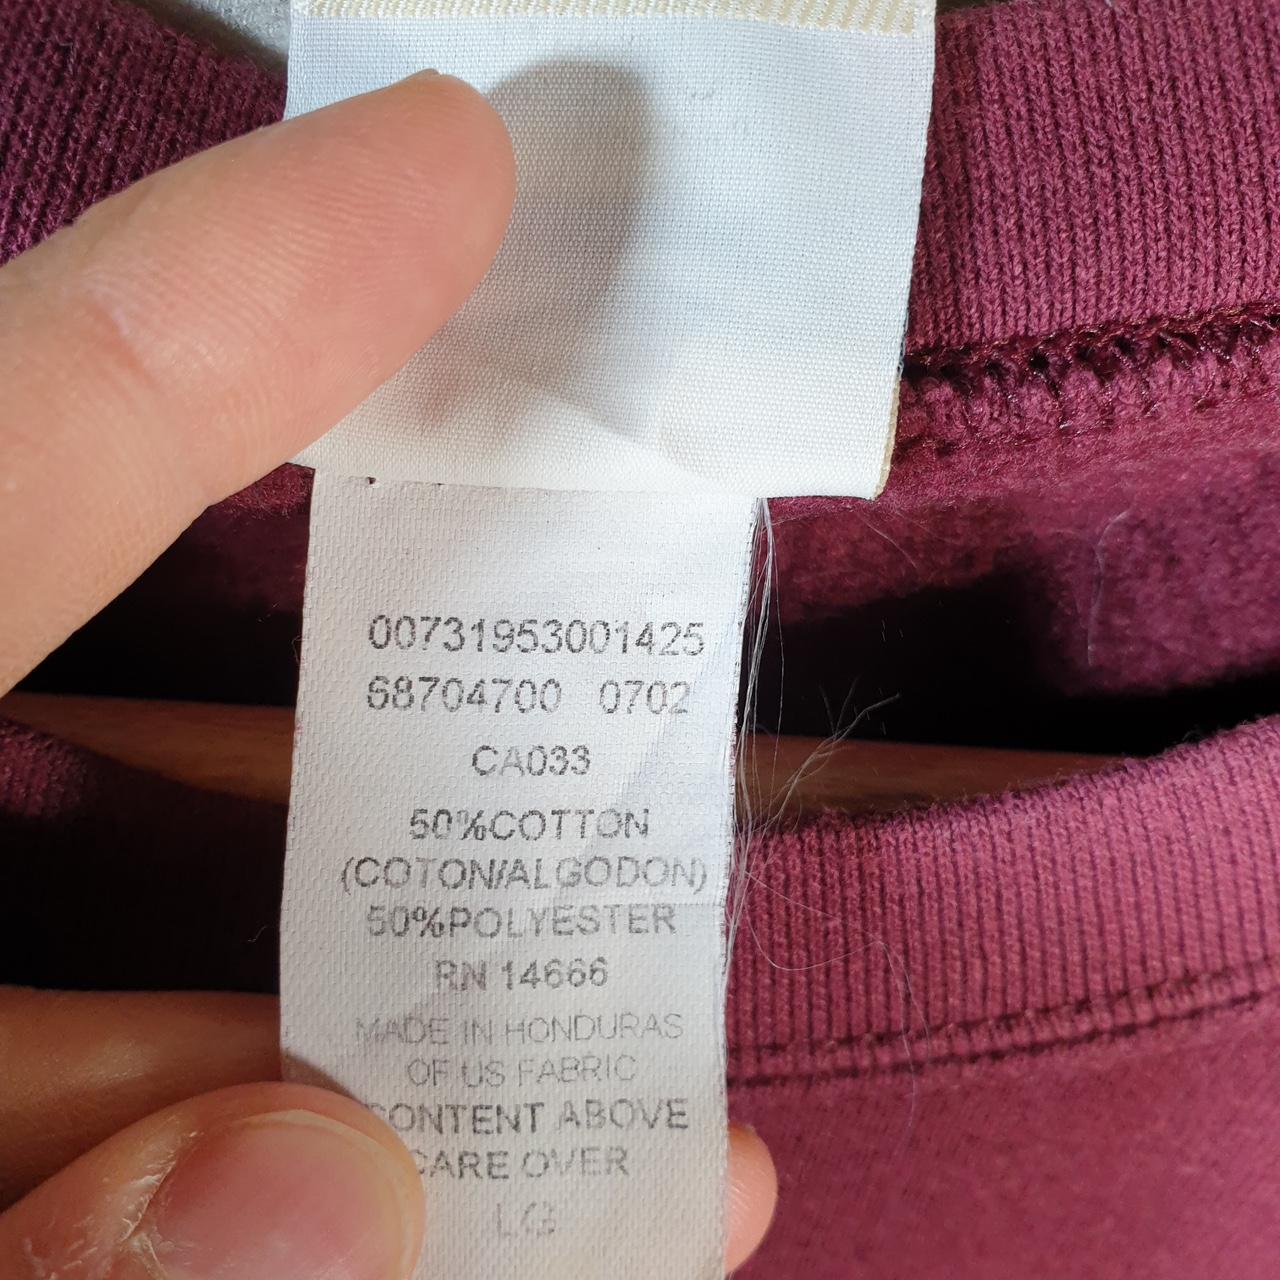 00731953001425
68704700 0702
CA033
50%COTTON
(COTON/ALGODON)
50%POLYESTER
RN 14666
MADE IN HONDURAS
OF US FABRIC
CONTENT ABOVE
CARE OVER
LG